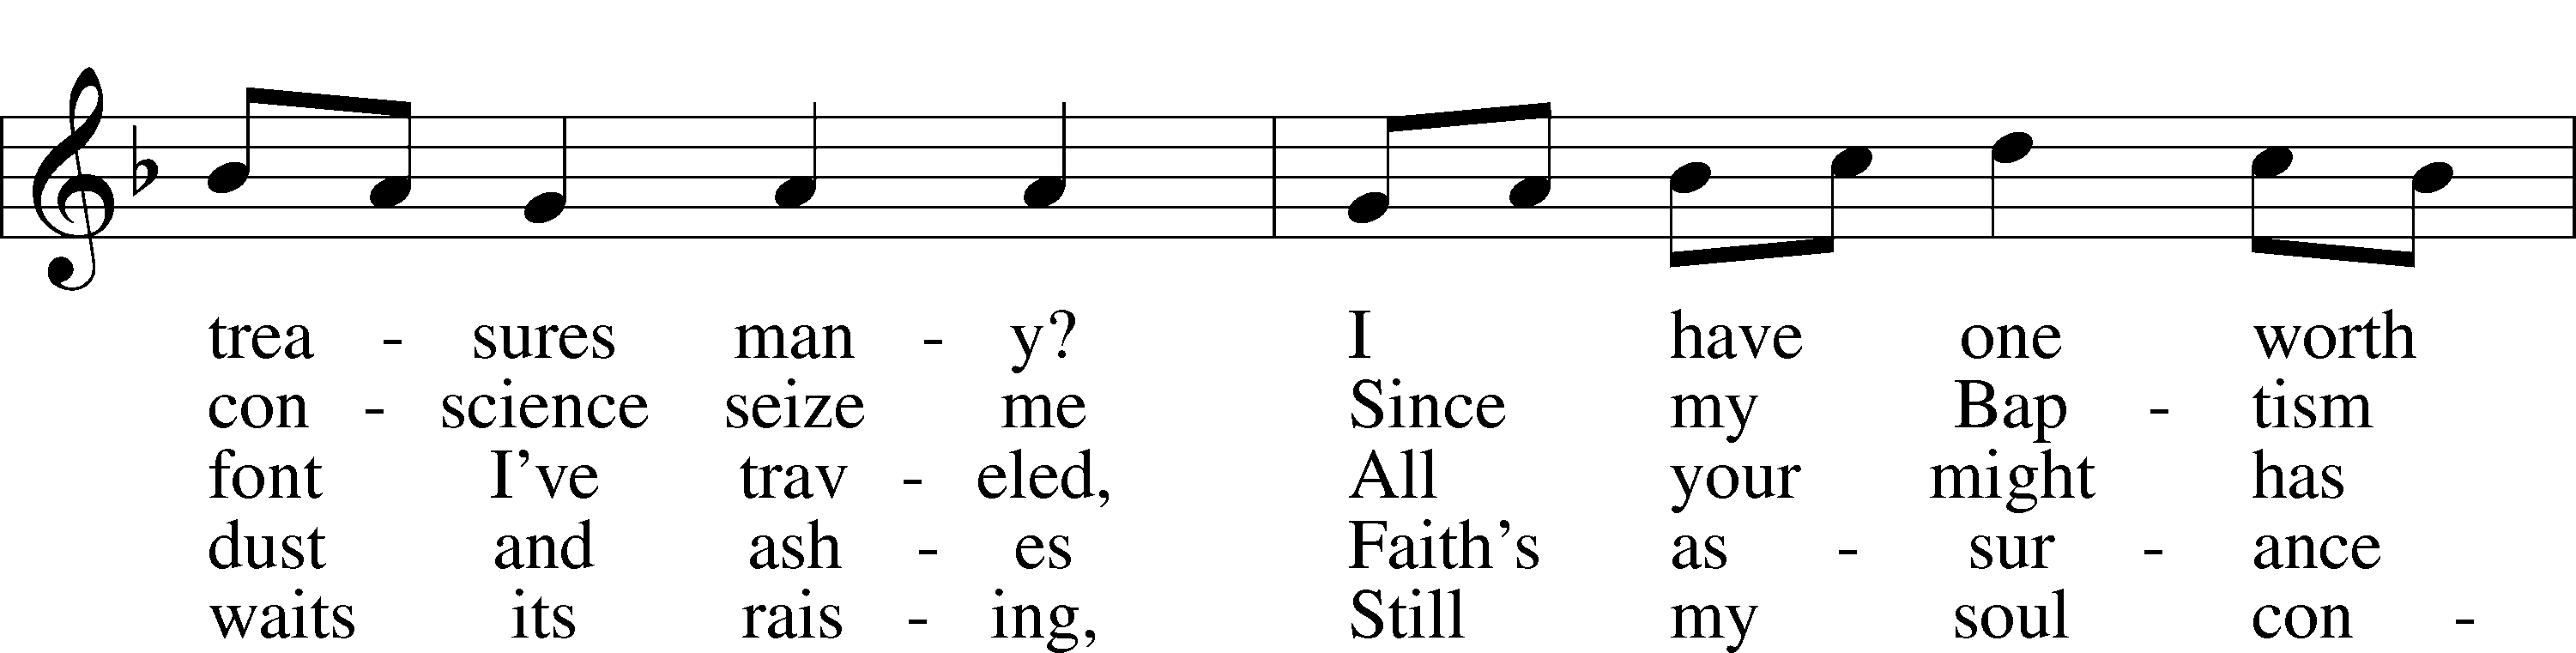 trea - sures man - y? I have one worth
con - science seize me Since my Bap - tism
font I've trav - eled, All your might has
dust and ash - es Faith's as - sur - ance
waits its rais - ing, Still my soul con -